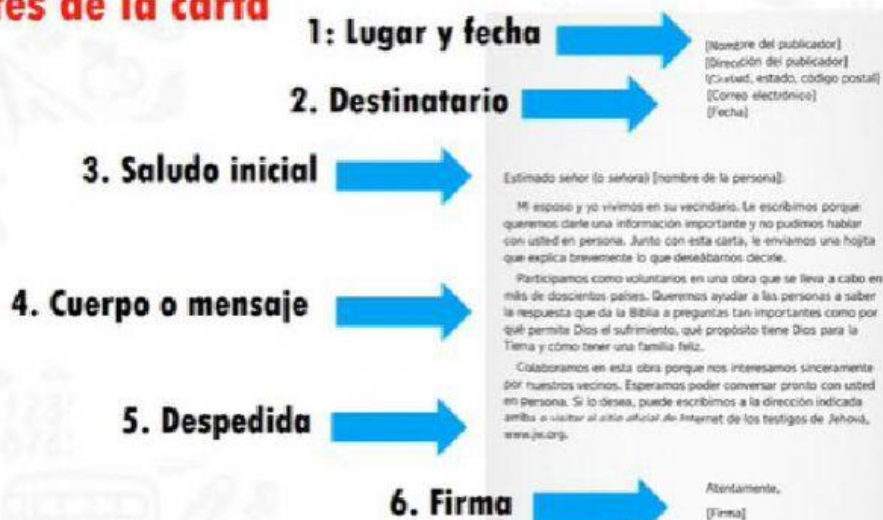 es de la carta
1: Lugar y fecha
[Nombre del publicador]
[Dirección del publicador]
[Ciudad, estado, código postal]
[Correo electrónico]
[Fecha]
2. Destinatario
3. Saludo inicial
Estimado señor (o señora) [nombre de la persona]:
Mi esposo y yo vivimos en su vecindario. Le escribimos porque
queremos darle una información importante y no pudimos hablar
con usted en persona. Junto con esta carta, le enviamos una hojita
que explica brevemente lo que deseábamos decirle.
4. Cuerpo o mensaje
Participamos como voluntarios en una obra que se lleva a cabo en
más de doscientos países. Queremos ayudar a las personas a saber
la respuesta que da la Biblia a preguntas tan importantes como por
qué permite Dios el sufrimiento, qué propósito tiene Dios para la
Tierra y cómo tener una familia feliz.
Colaboramos en esta obra porque nos interesamos sinceramente
por nuestros vecinos. Esperamos poder conversar pronto con usted
en persona. Si lo desea, puede escribirnos a la dirección indicada
arriba o visitar el sitio oficial de Internet de los testigos de Jehová,
www.jw.org.
5. Despedida
Atentamente,
6. Firma
[Firma]